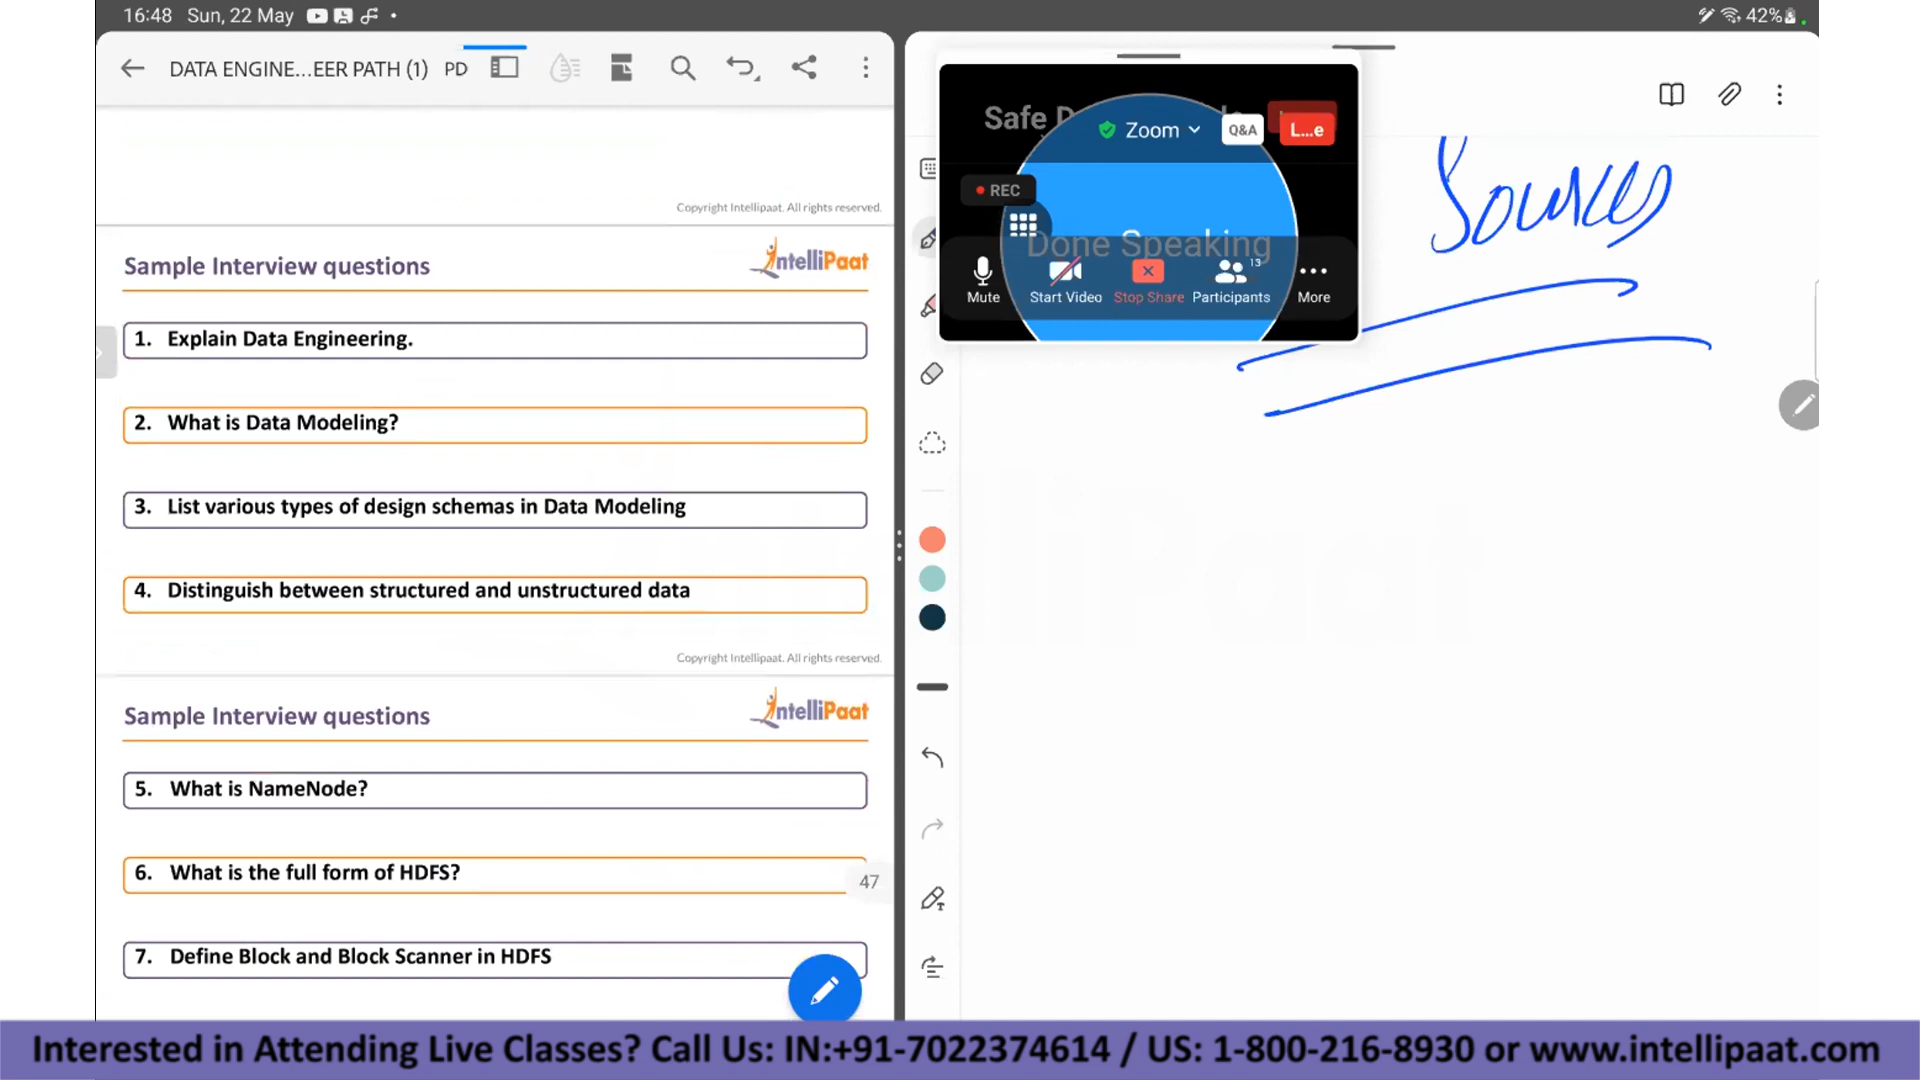 16:48 Sun, 22 May
42%
DATA ENGINE...EER PATH (1) PD
Copyright Intellipaat. All rights reserved.
Sample Interview questions
IntelliPaat
1. Explain Data Engineering.
2. What is Data Modeling?
3. List various types of design schemas in Data Modeling
4. Distinguish between structured and unstructured data
Copyright Intellipaat. All rights reserved.
Sample Interview questions
IntelliPaat
5. What is NameNode?
6. What is the full form of HDFS?
47
7. Define Block and Block Scanner in HDFS
Safe
Zoom
Q&A
L...e
REC
Done Speaking
Mute
Start Video
Stop Share
Participants
13
More
Sources
Interested in Attending Live Classes? Call Us: IN:+91-7022374614 / US: 1-800-216-8930 or www.intellipaat.com